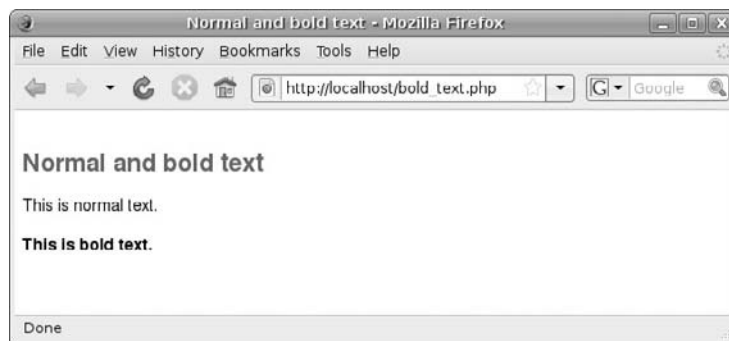 Normal and bold text - Mozilla Firefox
File Edit View History Bookmarks Tools Help
http://localhost/bold_text.php G Google
Normal and bold text
This is normal text.
This is bold text.
Done